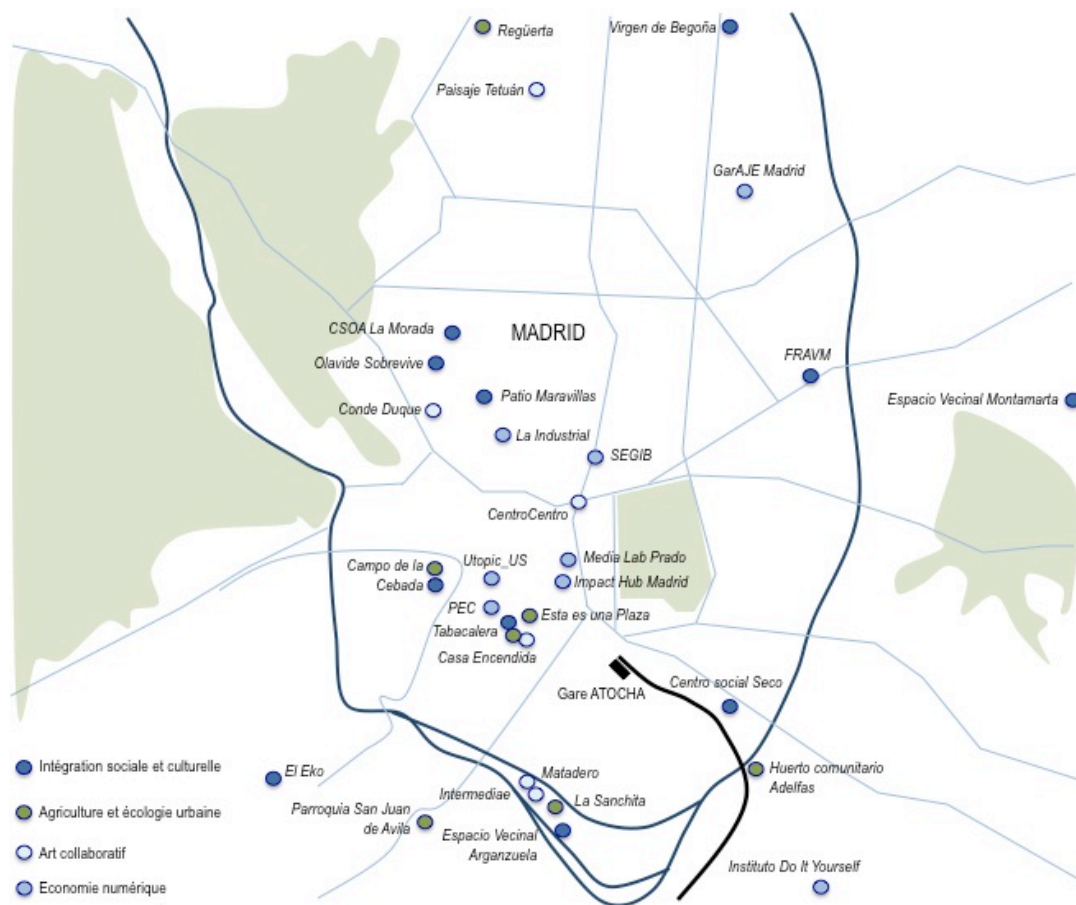 Regüerta
Virgen de Begoña
Paisaje Tetuán
GarAJE Madrid
CSOA La Morada
MADRID
Olavide Sobrevive
FRAVM
Patio Maravillas
Espacio Vecinal Montamarta
Conde Duque
La Industrial
SEGIB
CentroCentro
Campo de la
Cebada
Utopic_US
Media Lab Prado
Impact Hub Madrid
PEC
Esta es una Plaza
Tabacalera
Casa Encendida
Gare ATOCHA
Centro social Seco
Intégration sociale et culturelle
El Eko
Matadero
Huerto comunitario
Adelfas
Intermediae
La Sanchita
Agriculture et écologie urbaine
Parroquia San Juan
de Avila
Espacio Vecinal
Arganzuela
Art collaboratif
Instituto Do It Yourself
Economie numérique